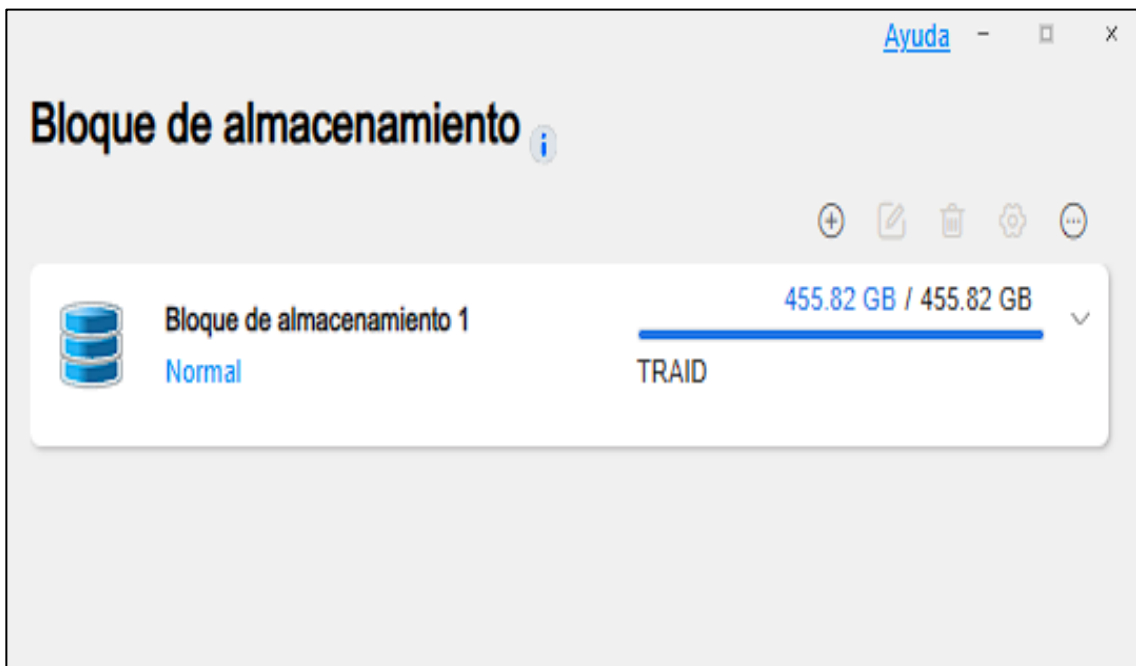 Ayuda
Bloque de almacenamiento
Bloque de almacenamiento 1
455.82 GB / 455.82 GB
Normal
TRAID